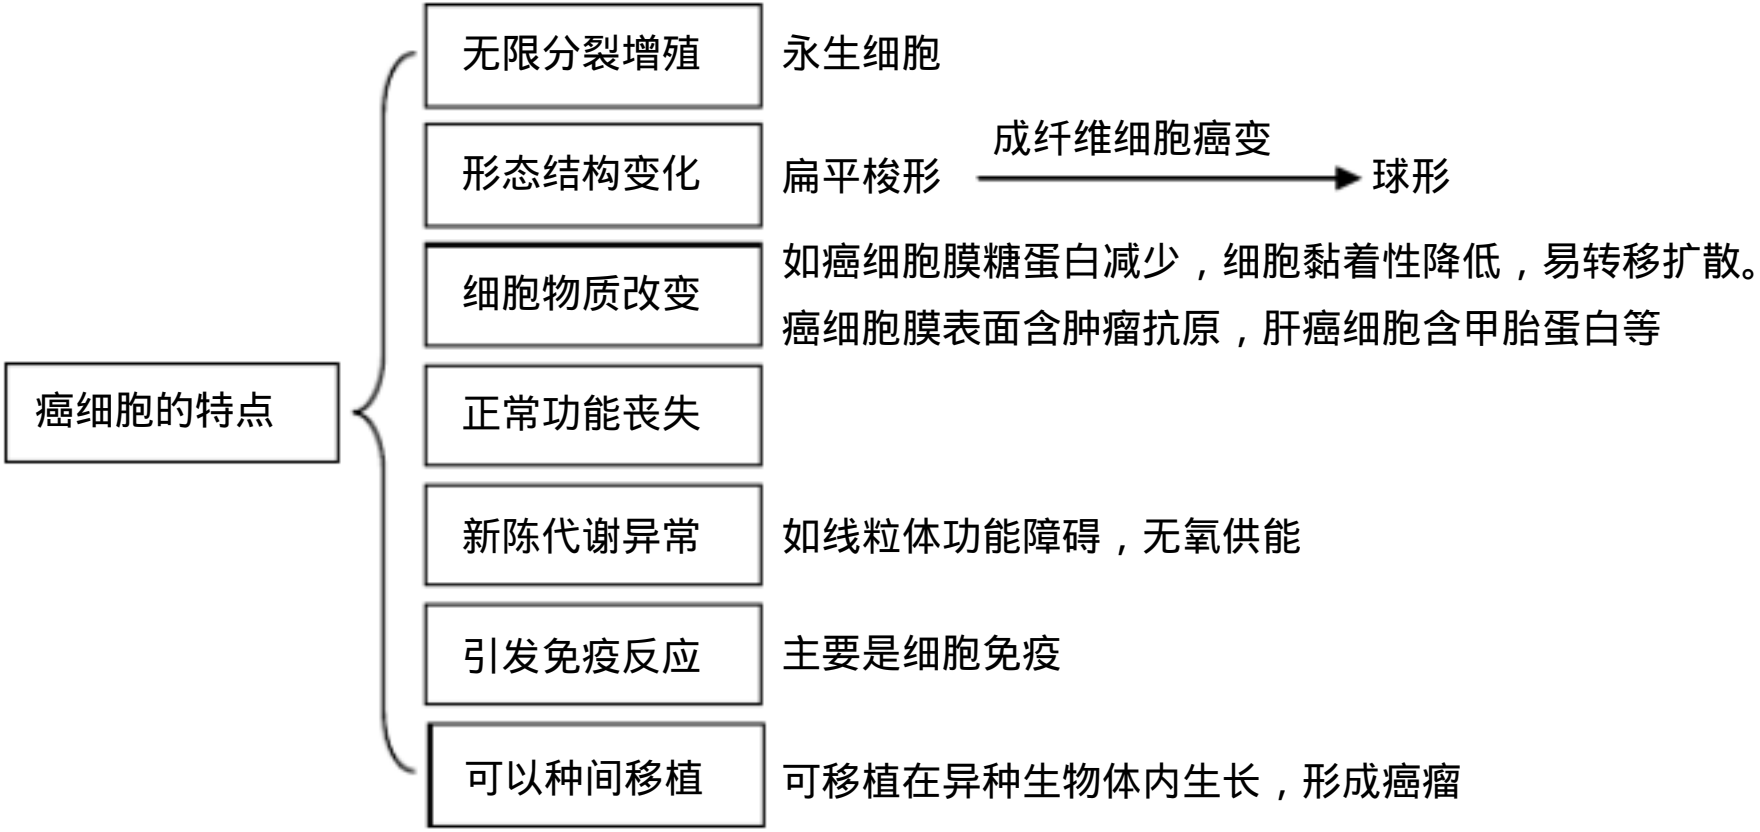 无限分裂增殖 永生细胞
成纤维细胞癌变
形态结构变化 扁平梭形 球形
如癌细胞膜糖蛋白减少，细胞黏着性降低，易转移扩散。
细胞物质改变
癌细胞膜表面含肿瘤抗原，肝癌细胞含甲胎蛋白等
癌细胞的特点
正常功能丧失
新陈代谢异常 如线粒体功能障碍，无氧供能
引发免疫反应 主要是细胞免疫
可以种间移植 可移植在异种生物体内生长，形成癌瘤